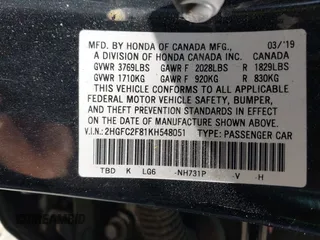 MFD. BY HONDA OF CANADA MFG., 03/'19
A DIVISION OF HONDA CANADA INC. CANADA
GVWR 3769LBS GAWR F 2028LBS R 1829LBS
GVWR 1710KG GAWR F 920KG R 830KG
THIS VEHICLE CONFORMS TO ALL APPLICABLE
FEDERAL MOTOR VEHICLE SAFETY, BUMPER,
AND THEFT PREVENTION STANDARDS IN EFFECT
ON THE DATE OF MANUFACTURE SHOWN ABOVE.
V.I.N.: 2HGFC2F81KH548051 TYPE: PASSENGER CAR
TBD K LG6 -NH731P -V -H